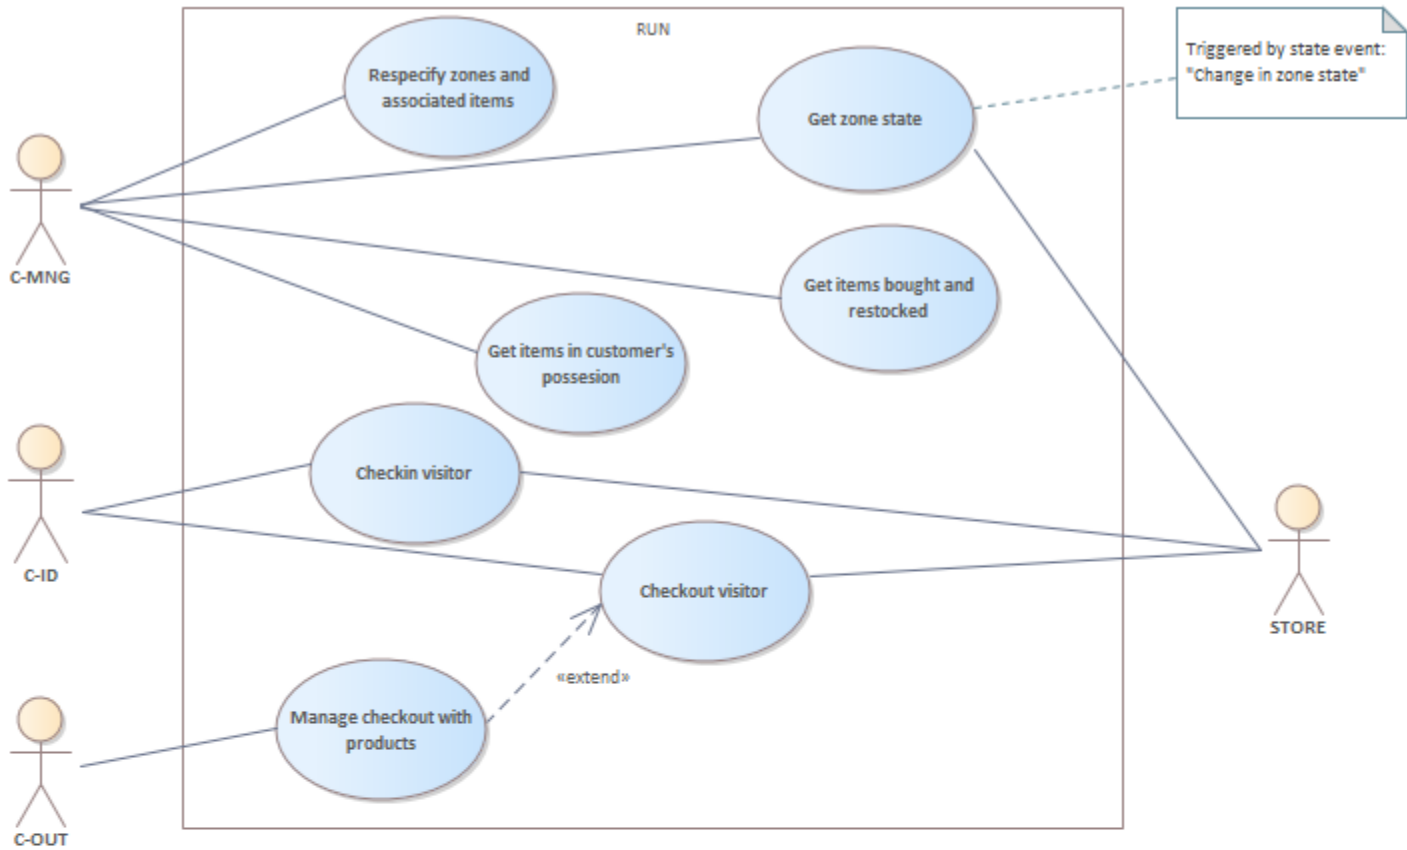 RUN
Triggered by state event:
"Change in zone state"
Respecify zones and
associated items
Get zone state
C-MNG
Get items bought and
restocked
Get items in customer's
possesion
Checkin visitor
C-ID
Checkout visitor
STORE
«extend»
Manage checkout with
products
C-OUT